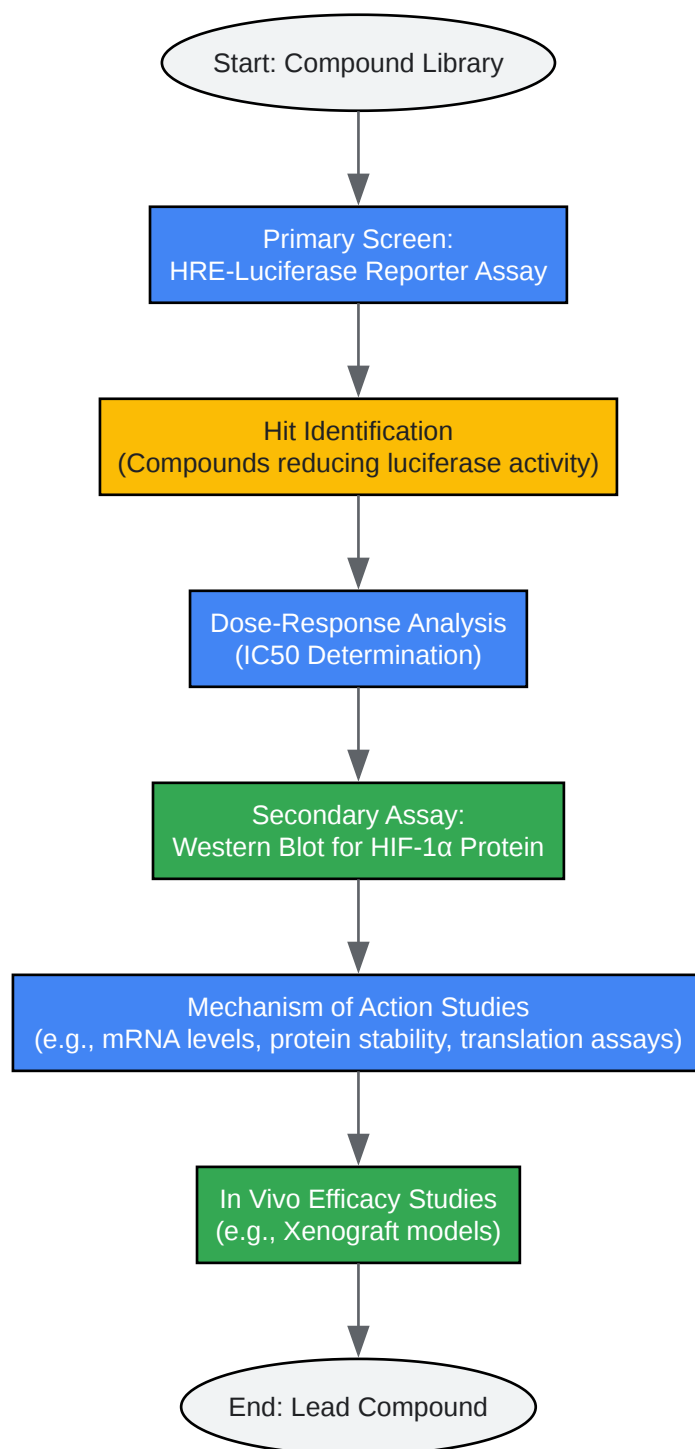 Start: Compound Library
Primary Screen:
HRE-Luciferase Reporter Assay
Hit Identification
(Compounds reducing luciferase activity)
Dose-Response Analysis
(IC50 Determination)
Secondary Assay:
Western Blot for HIF-1α Protein
Mechanism of Action Studies
(e.g., mRNA levels, protein stability, translation assays)
In Vivo Efficacy Studies
(e.g., Xenograft models)
End: Lead Compound